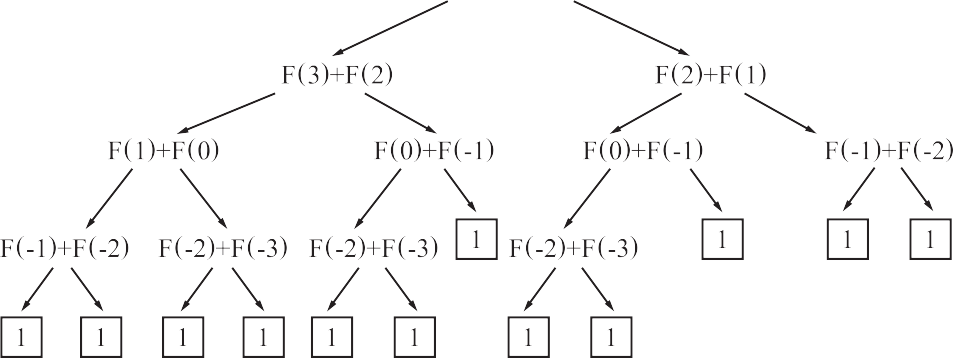 F(3)+F(2) F(2)+F(1)
F(1)+F(0) F(0)+F(-1) F(0)+F(-1) F(-1)+F(-2)
F(-1)+F(-2) F(-2)+F(-3) F(-2)+F(-3) 1 F(-2)+F(-3) 1 1 1
1 1 1 1 1 1 1 1